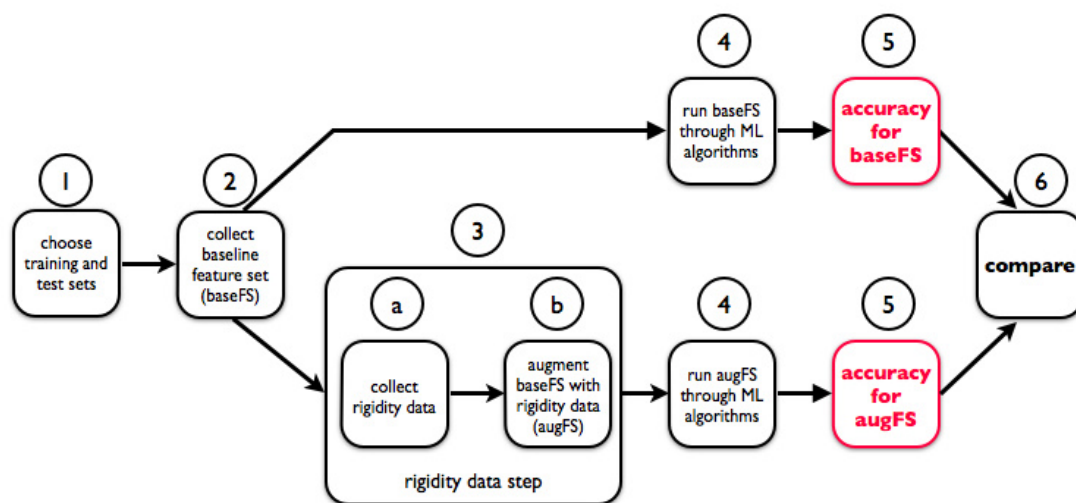 4
5
run baseFS
through ML
algorithms
accuracy
for
baseFS
1
2
6
choose
training and
test sets
collect
baseline
feature set
(baseFS)
3
compare
a
b
4
5
collect
rigidity data
augment
baseFS with
rigidity data
(augFS)
run augFS
through ML
algorithms
accuracy
for
augFS
rigidity data step